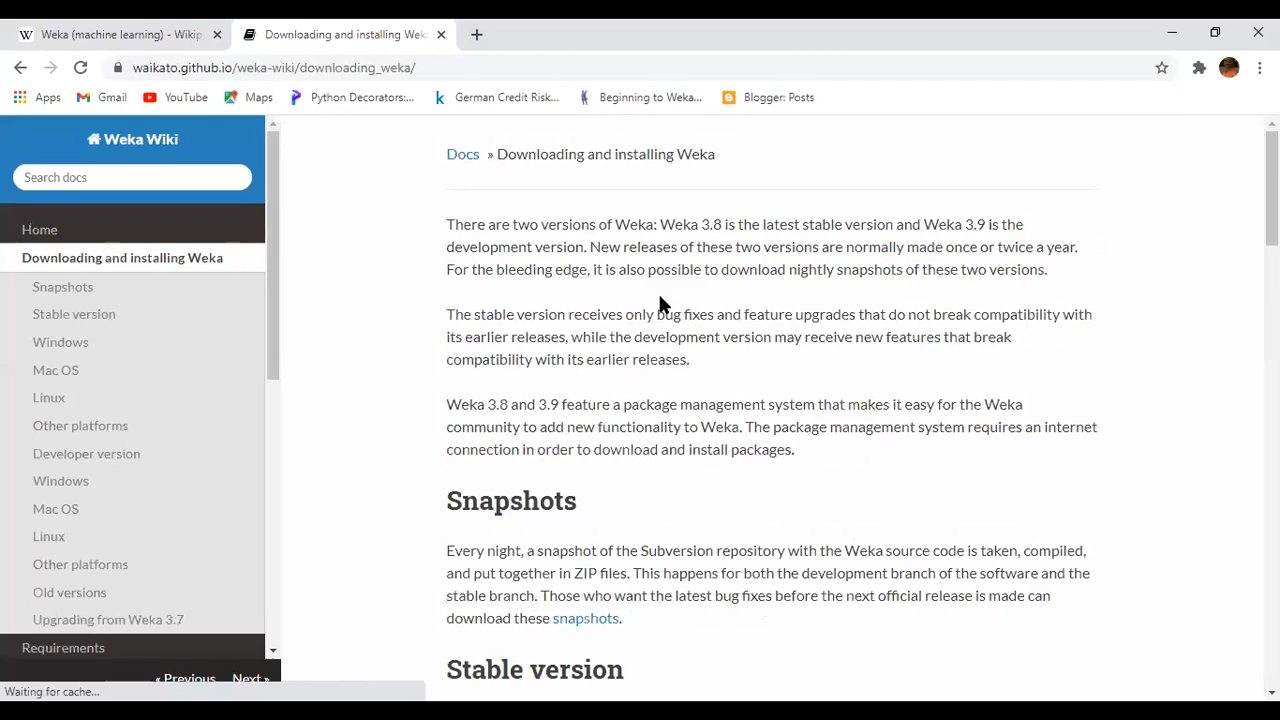 W Weka (machine learning) - Wikip
Downloading and installing Wek
waikato.github.io/weka-wiki/downloading_weka/
Apps Gmail YouTube Maps Python Decorators:... German Credit Risk... Beginning to Weka... Blogger: Posts
Weka Wiki
Search docs
Home
Downloading and installing Weka
Snapshots
Stable version
Windows
Mac OS
Linux
Other platforms
Developer version
Windows
Mac OS
Linux
Other platforms
Old versions
Upgrading from Weka 3.7
Requirements
« Previous Next »
Waiting for cache...
Docs » Downloading and installing Weka
There are two versions of Weka: Weka 3.8 is the latest stable version and Weka 3.9 is the
development version. New releases of these two versions are normally made once or twice a year.
For the bleeding edge, it is also possible to download nightly snapshots of these two versions.
The stable version receives only bug fixes and feature upgrades that do not break compatibility with
its earlier releases, while the development version may receive new features that break
compatibility with its earlier releases.
Weka 3.8 and 3.9 feature a package management system that makes it easy for the Weka
community to add new functionality to Weka. The package management system requires an internet
connection in order to download and install packages.
Snapshots
Every night, a snapshot of the Subversion repository with the Weka source code is taken, compiled,
and put together in ZIP files. This happens for both the development branch of the software and the
stable branch. Those who want the latest bug fixes before the next official release is made can
download these snapshots.
Stable version